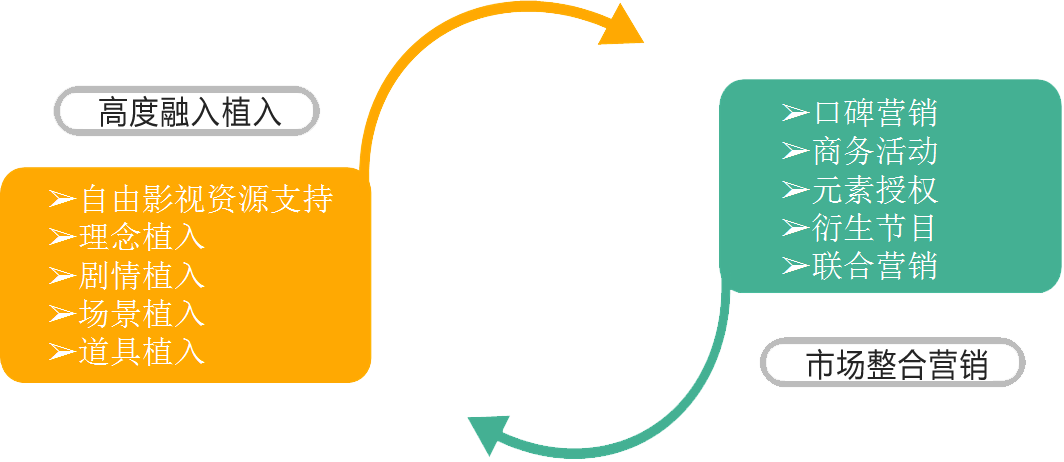 高度融入植入
➢自由影视资源支持
➢理念植入
➢剧情植入
➢场景植入
➢道具植入
➢口碑营销
➢商务活动
➢元素授权
➢衍生节目
➢联合营销
市场整合营销